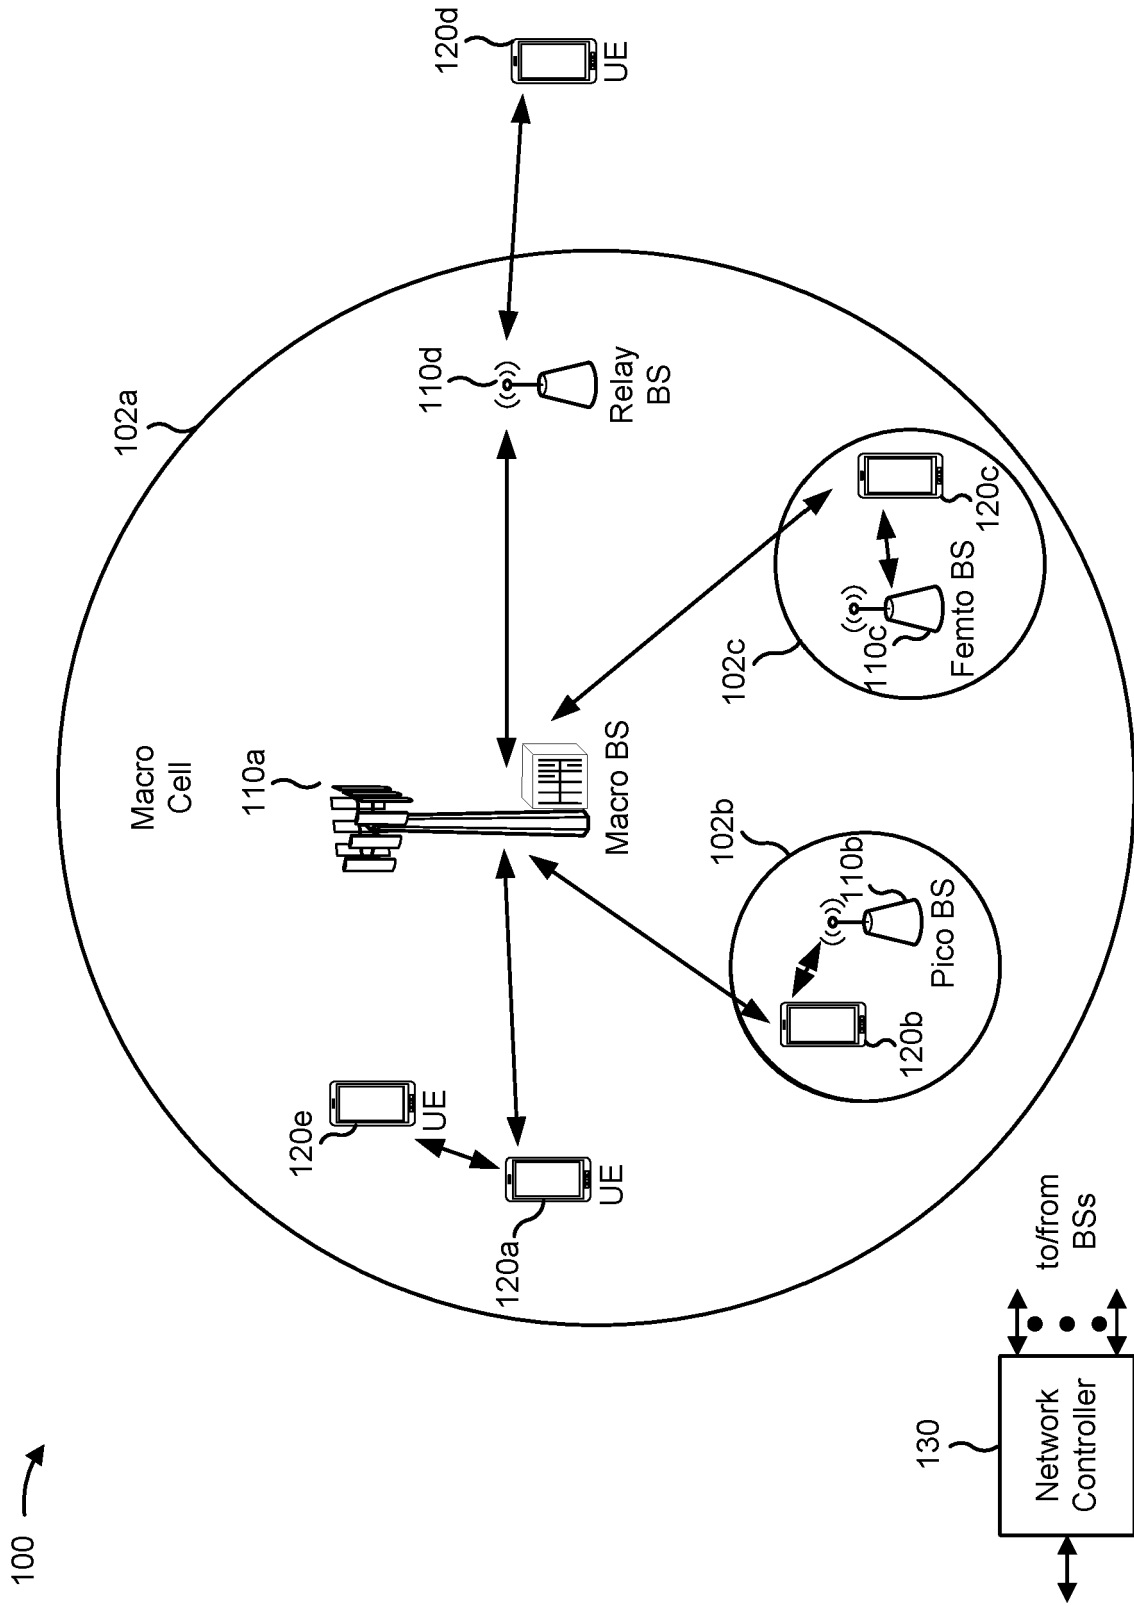 100
102a
Macro
Cell
110a
120d
UE
110d
Relay
BS
120e
UE
120a
UE
Macro BS
102c
120c
110c
Femto BS
102b
110b
Pico BS
120b
130
Network
Controller
to/from
BSs